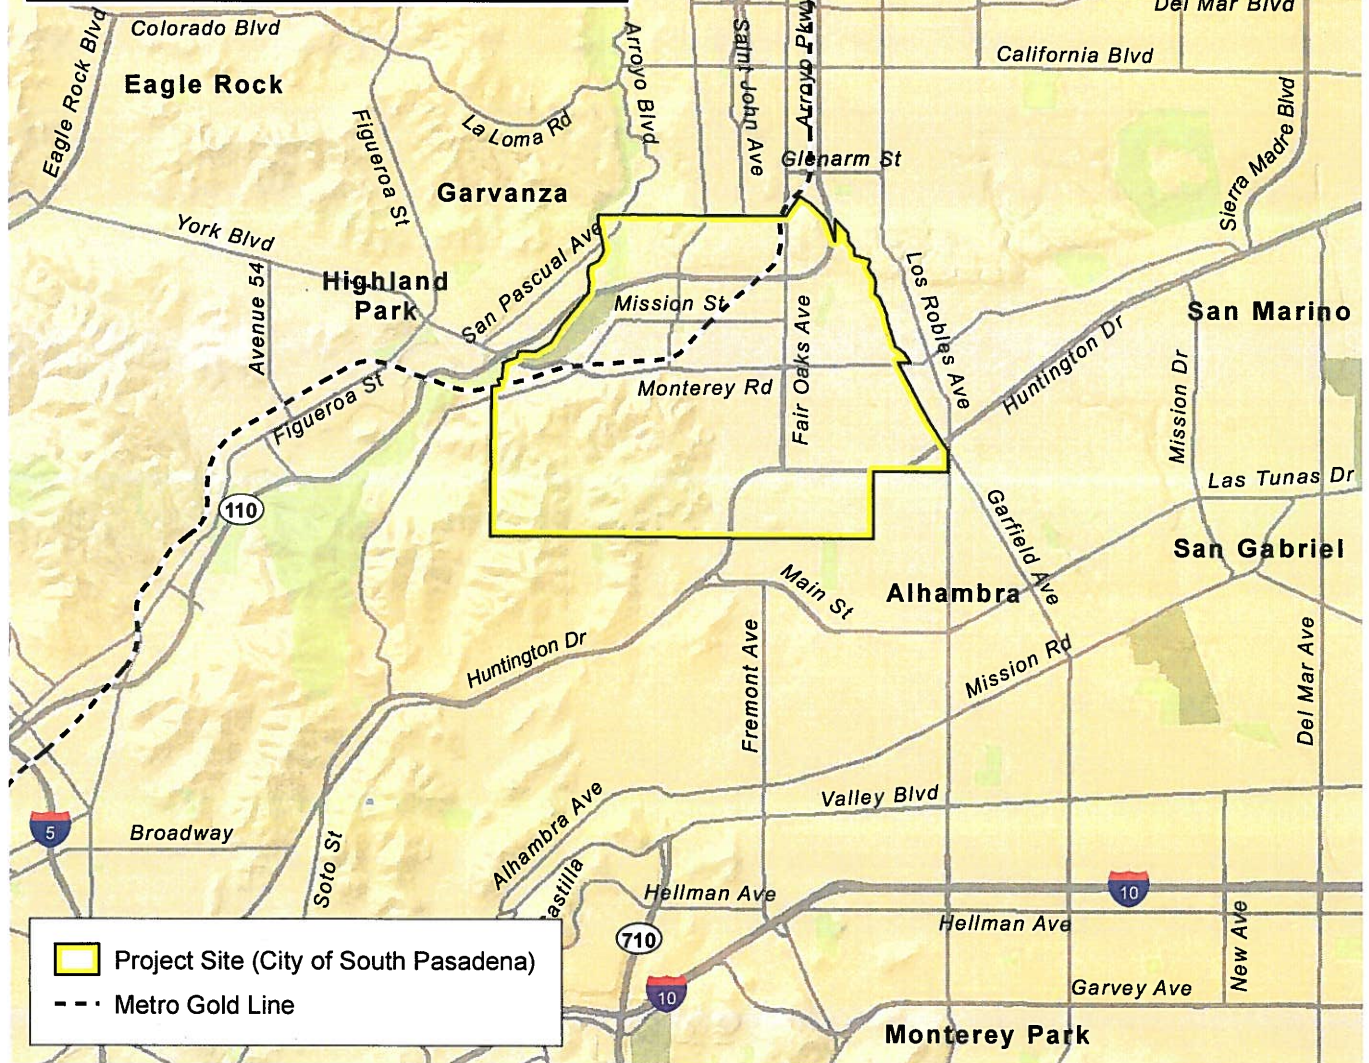 Del Mar Blvd
Colorado Blvd
Eagle Rock Blvd
Eagle Rock
Arroyo Blvd
Saint John Ave
Arroyo Pkwy
California Blvd
La Loma Rd
Figueroa St
Glenarm St
Sierra Madre Blvd
Garvanza
York Blvd
San Pascual Ave
Avenue 54
Highland
Park
Mission St
Los Robles Ave
San Marino
Fair Oaks Ave
Huntington Dr
Mission Dr
Monterey Rd
Figueroa St
Las Tunas Dr
110
Garfield Ave
San Gabriel
Main St
Alhambra
Huntington Dr
Fremont Ave
Mission Rd
Del Mar Ave
Valley Blvd
Alhambra Ave
5
Broadway
Soto St
astilla
Hellman Ave
10
Hellman Ave
New Ave
710
10
Garvey Ave
Monterey Park
Project Site (City of South Pasadena)
Metro Gold Line